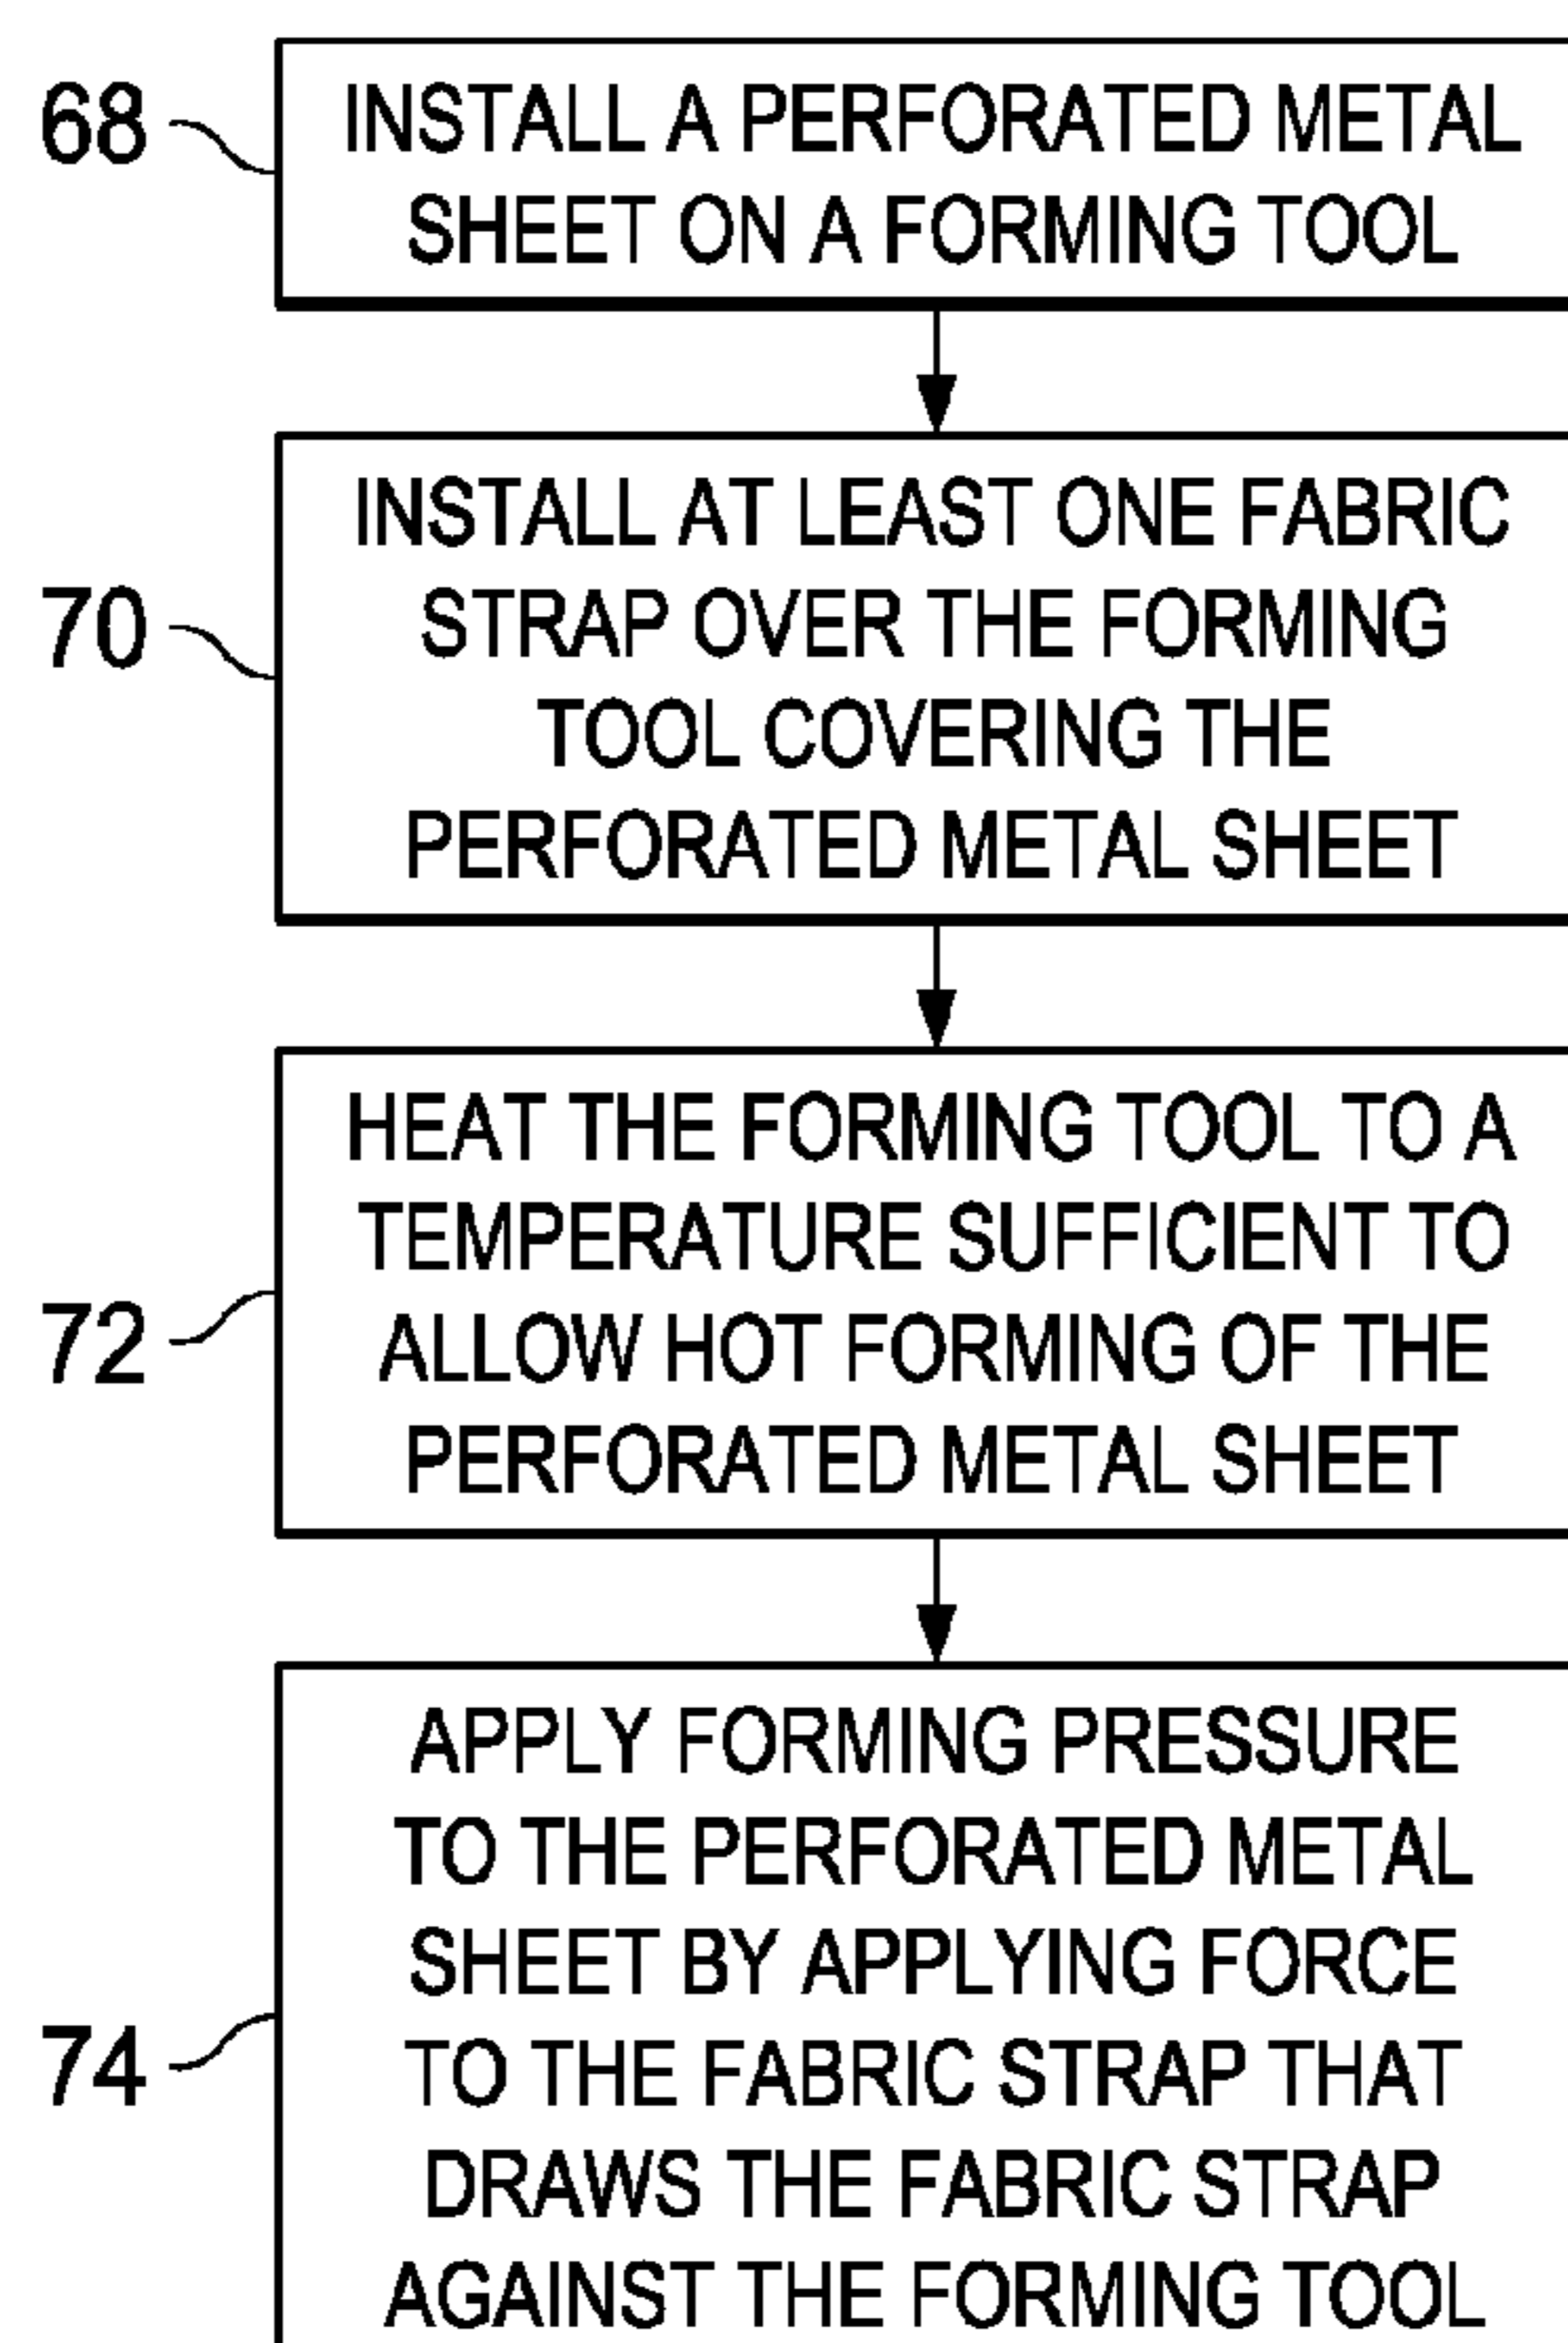 68
INSTALL A PERFORATED METAL
SHEET ON A FORMING TOOL
70
INSTALL AT LEAST ONE FABRIC
STRAP OVER THE FORMING
TOOL COVERING THE
PERFORATED METAL SHEET
72
HEAT THE FORMING TOOL TO A
TEMPERATURE SUFFICIENT TO
ALLOW HOT FORMING OF THE
PERFORATED METAL SHEET
74
APPLY FORMING PRESSURE
TO THE PERFORATED METAL
SHEET BY APPLYING FORCE
TO THE FABRIC STRAP THAT
DRAWS THE FABRIC STRAP
AGAINST THE FORMING TOOL